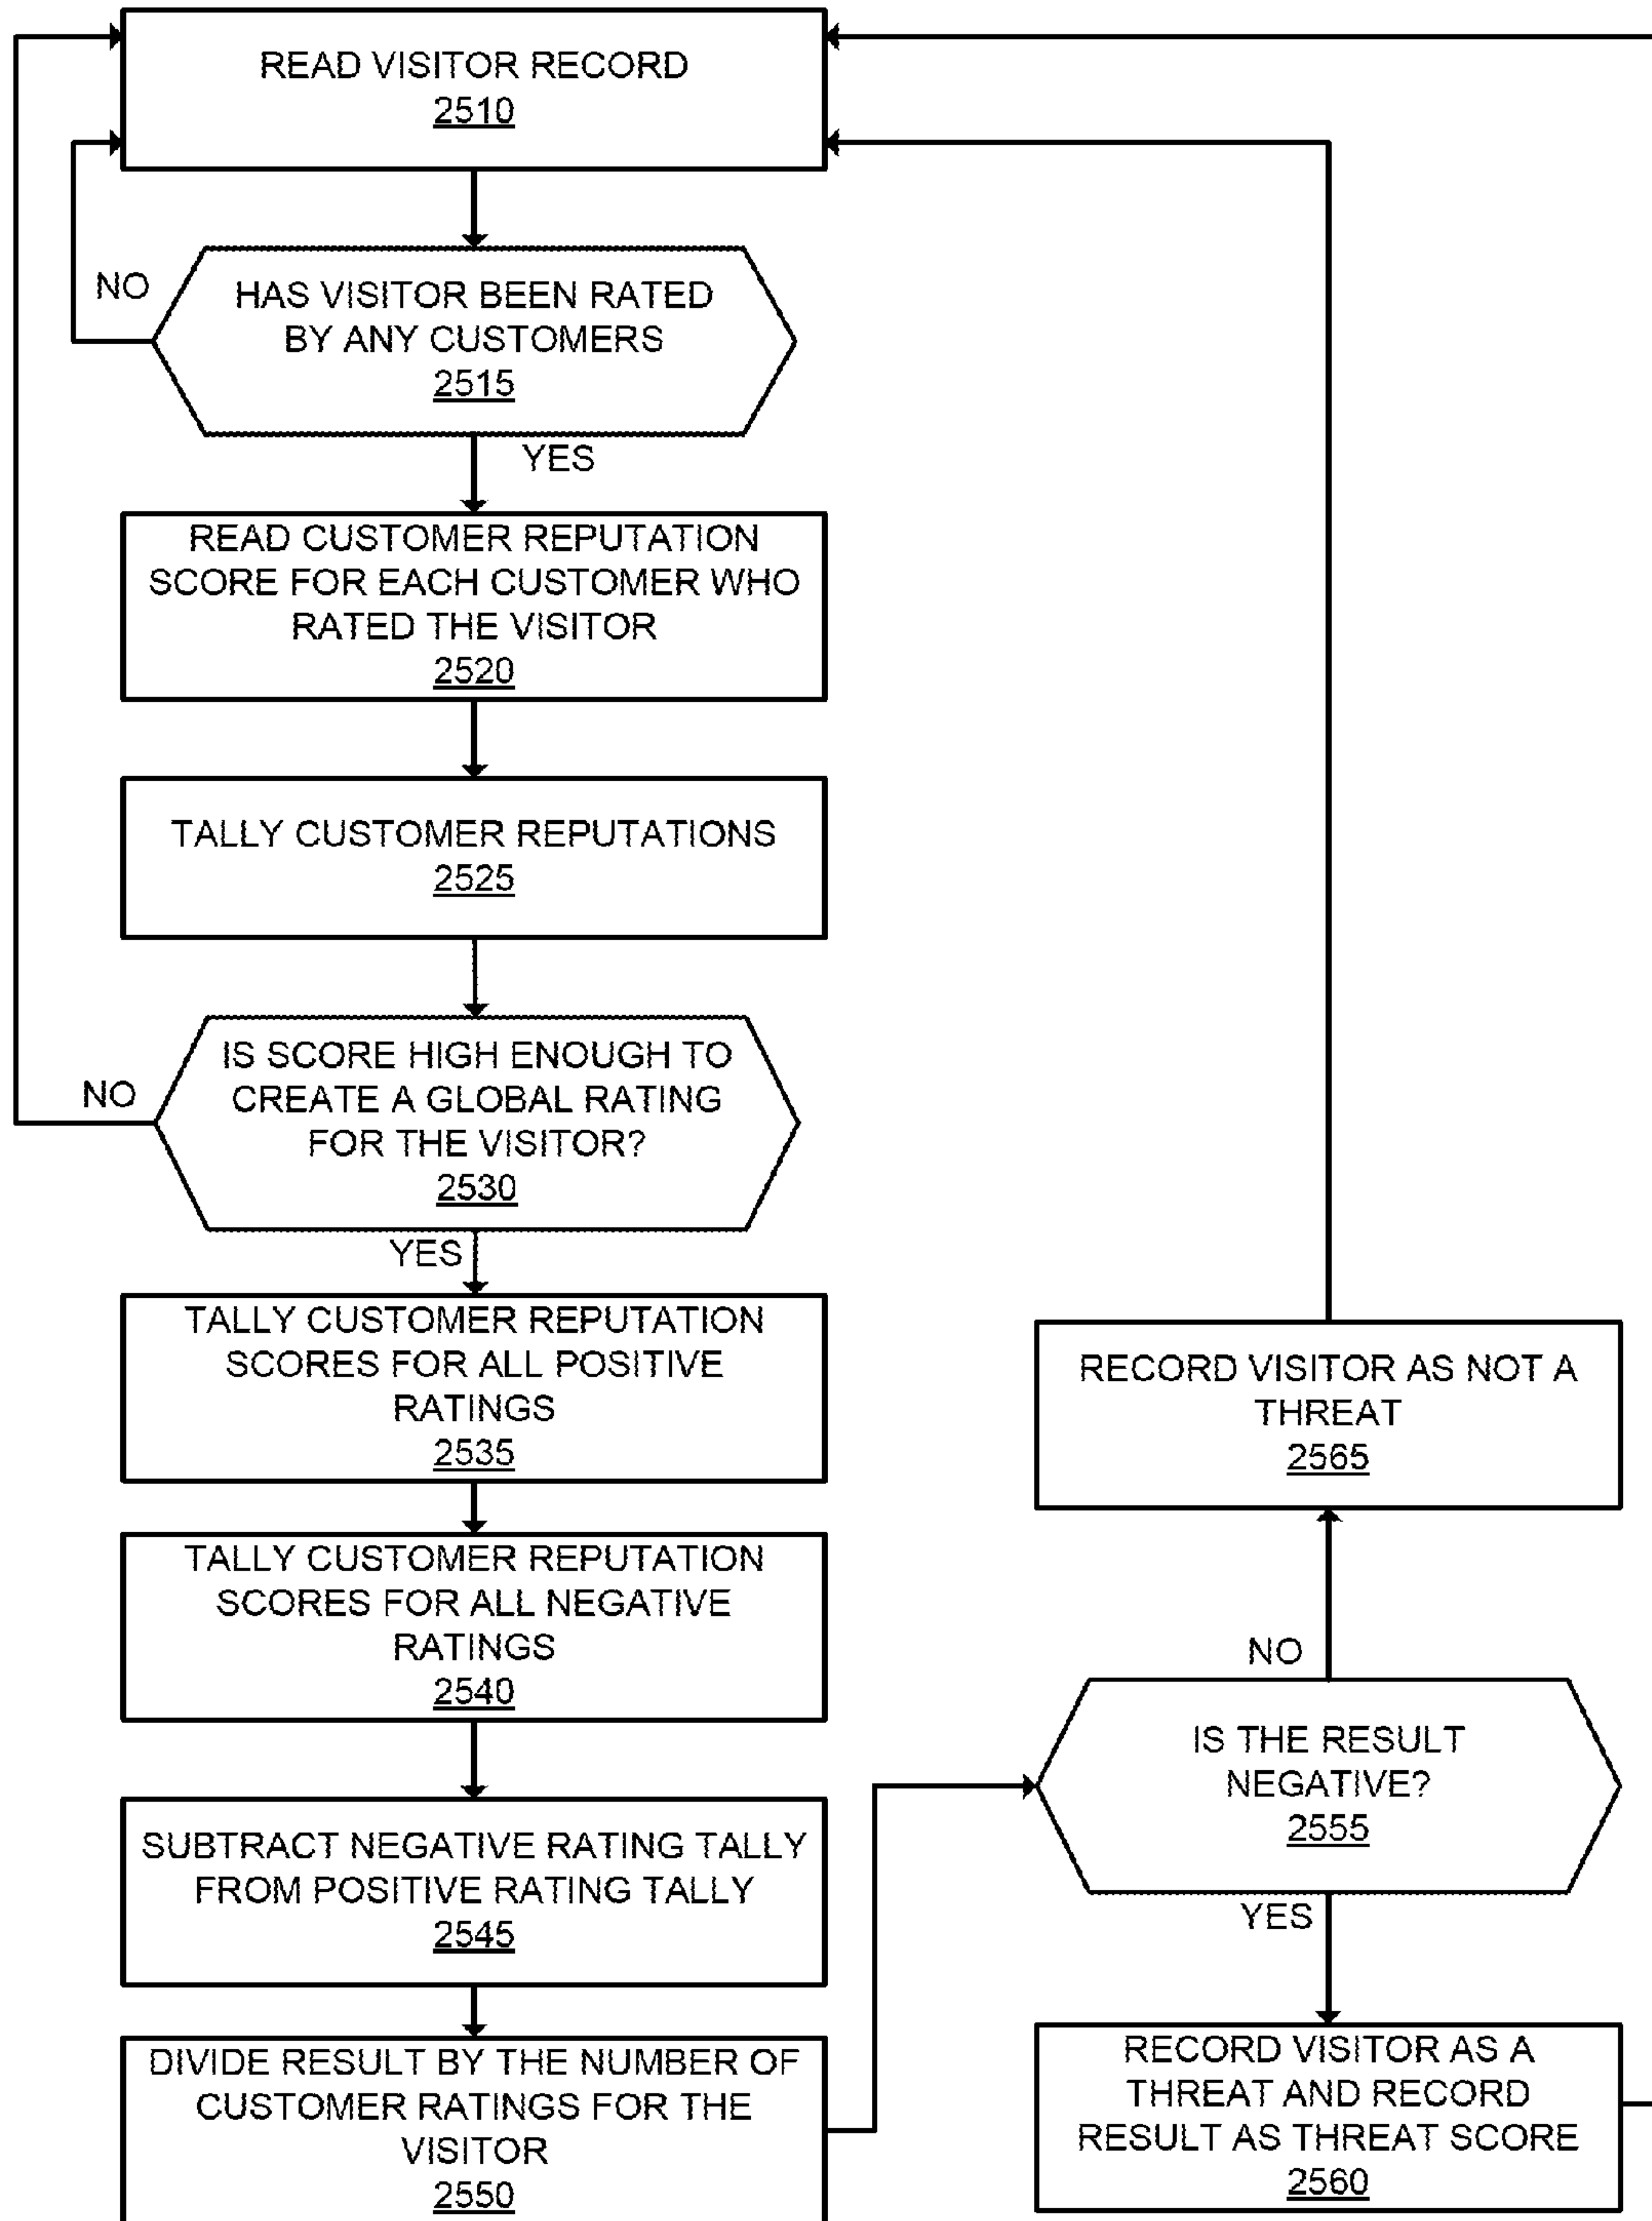 READ VISITOR RECORD
2510
NO
HAS VISITOR BEEN RATED
BY ANY CUSTOMERS
2515
YES
READ CUSTOMER REPUTATION
SCORE FOR EACH CUSTOMER WHO
RATED THE VISITOR
2520
TALLY CUSTOMER REPUTATIONS
2525
IS SCORE HIGH ENOUGH TO
CREATE A GLOBAL RATING
FOR THE VISITOR?
2530
NO
YES
TALLY CUSTOMER REPUTATION
SCORES FOR ALL POSITIVE
RATINGS
2535
TALLY CUSTOMER REPUTATION
SCORES FOR ALL NEGATIVE
RATINGS
2540
SUBTRACT NEGATIVE RATING TALLY
FROM POSITIVE RATING TALLY
2545
DIVIDE RESULT BY THE NUMBER OF
CUSTOMER RATINGS FOR THE
VISITOR
2550
RECORD VISITOR AS NOT A
THREAT
2565
NO
IS THE RESULT
NEGATIVE?
2555
YES
RECORD VISITOR AS A
THREAT AND RECORD
RESULT AS THREAT SCORE
2560